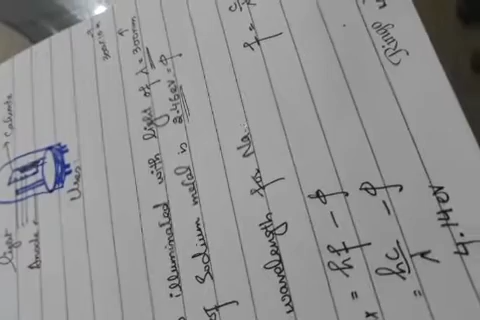 light
→ Cathode
Anode
Uses:
illuminated with light of λ = 300nm
of Sodium metal is 2.46eV = φ
wavelength for Na.
= hf - φ
= hc/λ - φ
4.14ev